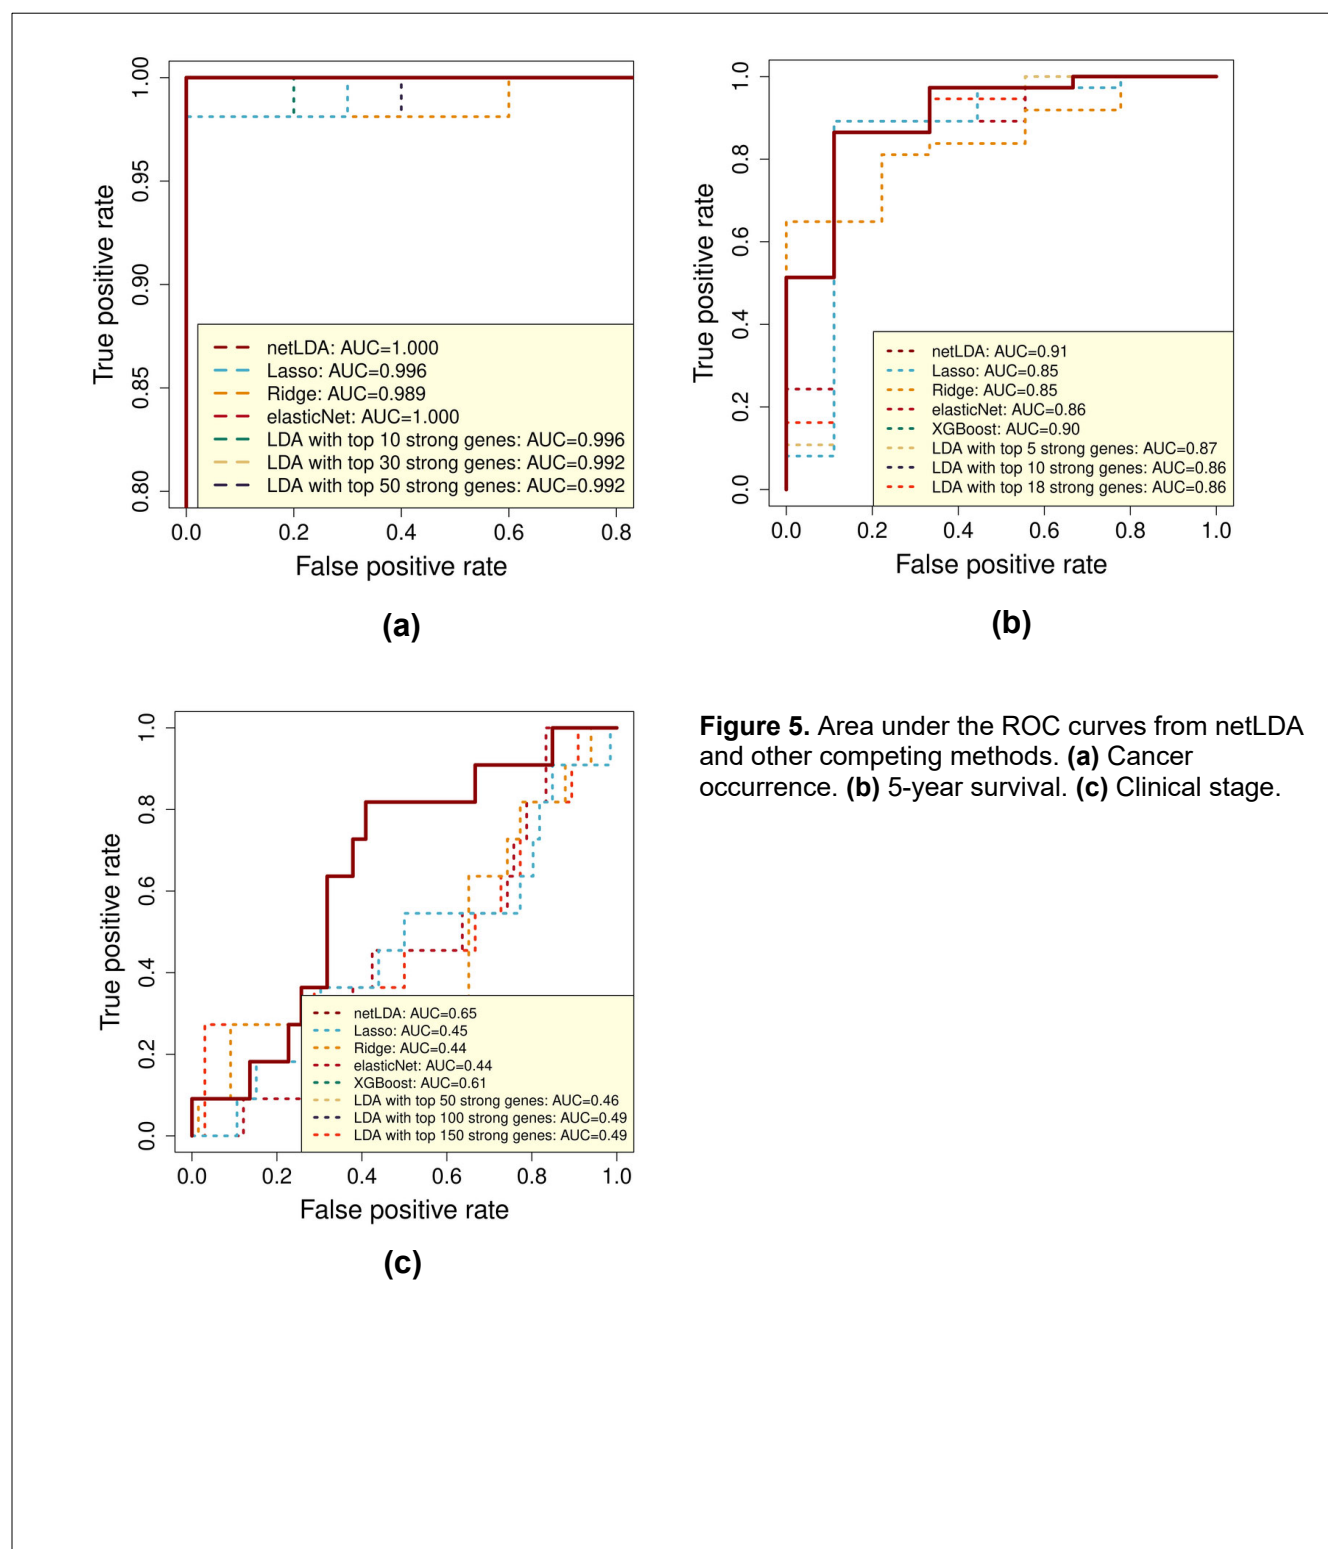 1.00
0.95
0.90
0.85
0.80
True positive rate
netLDA: AUC=1.000
Lasso: AUC=0.996
Ridge: AUC=0.989
elasticNet: AUC=1.000
LDA with top 10 strong genes: AUC=0.996
LDA with top 30 strong genes: AUC=0.992
LDA with top 50 strong genes: AUC=0.992
0.0 0.2 0.4 0.6 0.8
False positive rate
(a)
1.0
0.8
0.6
0.4
0.2
0.0
True positive rate
netLDA: AUC=0.91
Lasso: AUC=0.85
Ridge: AUC=0.85
elasticNet: AUC=0.86
XGBoost: AUC=0.90
LDA with top 5 strong genes: AUC=0.87
LDA with top 10 strong genes: AUC=0.86
LDA with top 18 strong genes: AUC=0.86
0.0 0.2 0.4 0.6 0.8 1.0
False positive rate
(b)
1.0
0.8
0.6
0.4
0.2
0.0
True positive rate
netLDA: AUC=0.65
Lasso: AUC=0.45
Ridge: AUC=0.44
elasticNet: AUC=0.44
XGBoost: AUC=0.61
LDA with top 50 strong genes: AUC=0.46
LDA with top 100 strong genes: AUC=0.49
LDA with top 150 strong genes: AUC=0.49
0.0 0.2 0.4 0.6 0.8 1.0
False positive rate
(c)
Figure 5. Area under the ROC curves from netLDA
and other competing methods. (a) Cancer
occurrence. (b) 5-year survival. (c) Clinical stage.